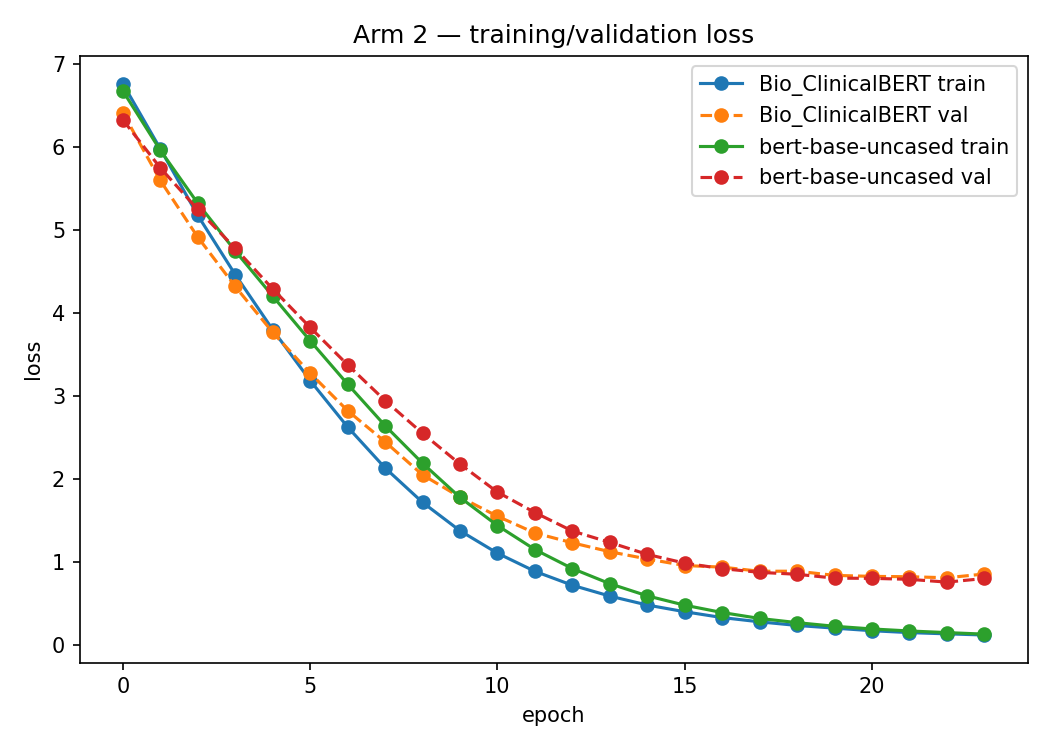 Arm 2 — training/validation loss
7
6
5
4
3
2
1
0
loss
Bio_ClinicalBERT train
Bio_ClinicalBERT val
bert-base-uncased train
bert-base-uncased val
0 5 10 15 20
epoch